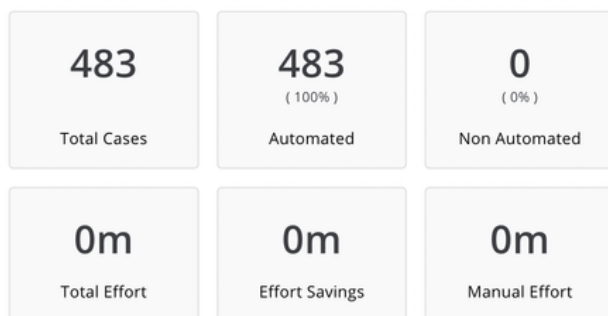 483 483 0
( 100% ) ( 0% )
Total Cases Automated Non Automated
0m 0m 0m
Total Effort Effort Savings Manual Effort